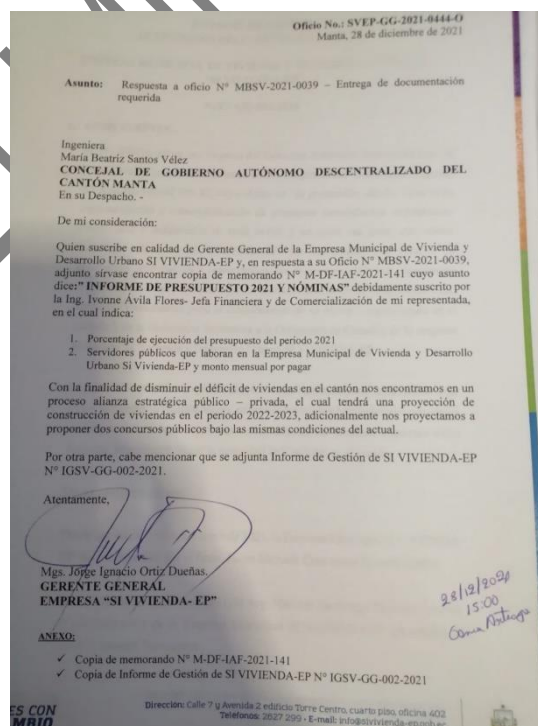 Oficio No.: SVEP-GG-2021-0444-O
Manta, 28 de diciembre de 2021
Asunto: Respuesta a oficio N° MBSV-2021-0039 – Entrega de documentación
requerida
Ingeniera
María Beatriz Santos Vélez
CONCEJAL DE GOBIERNO AUTÓNOMO DESCENTRALIZADO DEL
CANTÓN MANTA
En su Despacho. -
De mi consideración:
Quien suscribe en calidad de Gerente General de la Empresa Municipal de Vivienda y
Desarrollo Urbano SI VIVIENDA-EP y, en respuesta a su Oficio N° MBSV-2021-0039,
adjunto sírvase encontrar copia de memorando N° M-DF-IAF-2021-141 cuyo asunto
dice:" INFORME DE PRESUPUESTO 2021 Y NÓMINAS" debidamente suscrito por
la Ing. Ivonne Ávila Flores- Jefa Financiera y de Comercialización de mi representada,
en el cual indica:
1. Porcentaje de ejecución del presupuesto del periodo 2021
2. Servidores públicos que laboran en la Empresa Municipal de Vivienda y Desarrollo
Urbano Si Vivienda-EP y monto mensual por pagar
Con la finalidad de disminuir el déficit de viviendas en el cantón nos encontramos en un
proceso alianza estratégica público – privada, el cual tendrá una proyección de
construcción de viviendas en el periodo 2022-2023, adicionalmente nos proyectamos a
proponer dos concursos públicos bajo las mismas condiciones del actual.
Por otra parte, cabe mencionar que se adjunta Informe de Gestión de SI VIVIENDA-EP
N° IGSV-GG-002-2021.
Atentamente,
Mgs. Jorge Ignacio Ortiz Dueñas.
GERENTE GENERAL
EMPRESA "SI VIVIENDA- EP"
28/12/2021
15:00
ANEXO:
✓ Copia de memorando N° M-DF-IAF-2021-141
✓ Copia de Informe de Gestión de SI VIVIENDA-EP N° IGSV-GG-002-2021
ES CON
MBIO
Dirección: Calle 7 y Avenida 2 edificio Torre Centro, cuarto piso, oficina 402
Teléfonos: 2627 299 - E-mail: info@sivivienda-ep.gob.ec